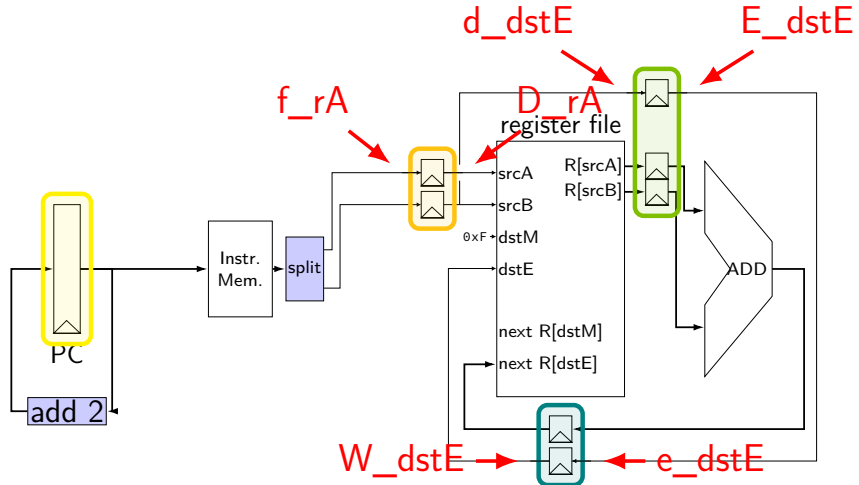 d_dstE
E_dstE
f_rA
D_rA
register file
R[srcA]
srcA
R[srcB]
srcB
0xF
dstM
Instr.
Mem.
split
dstE
ADD
next R[dstM]
PC
next R[dstE]
add 2
W_dstE
e_dstE